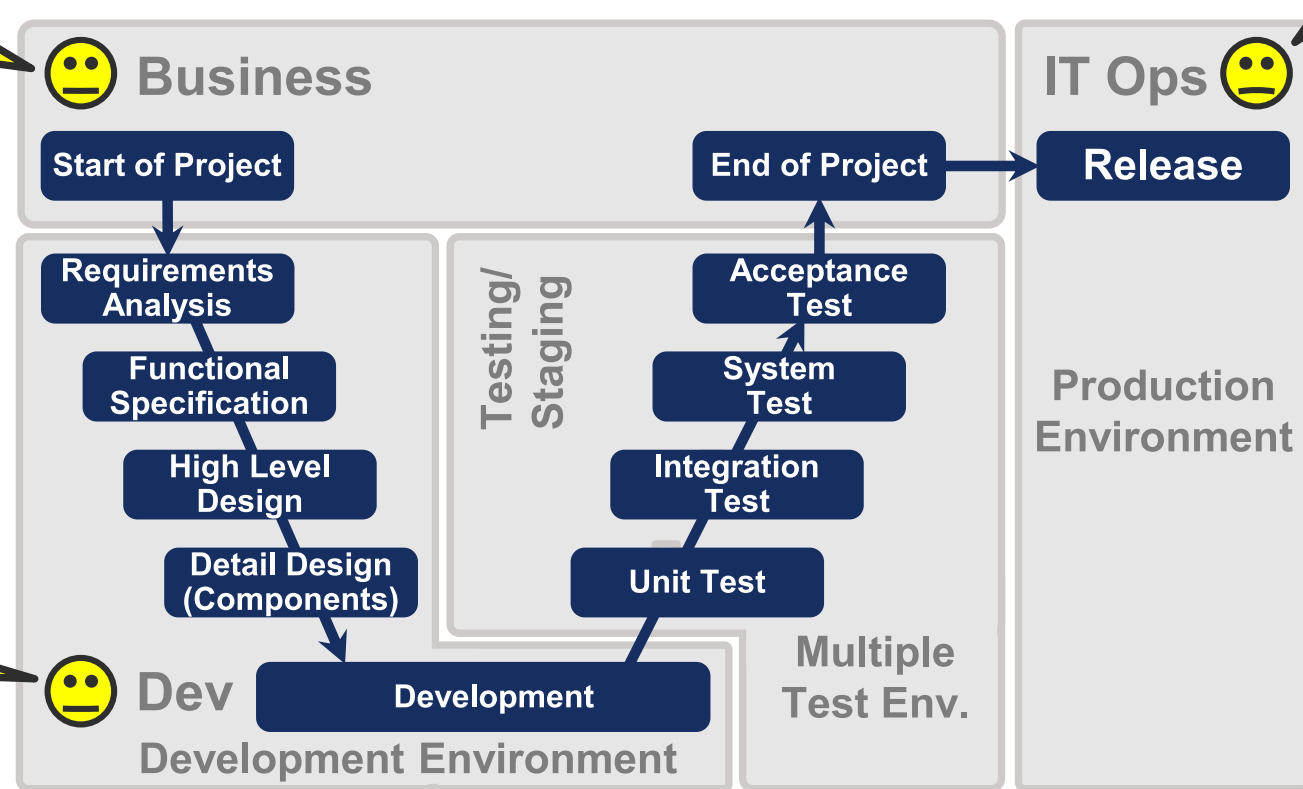 Business
IT Ops
Start of Project
End of Project
Release
Requirements
Analysis
Functional
Specification
High Level
Design
Detail Design
(Components)
Dev
Development
Development Environment
Testing/
Staging
Acceptance
Test
System
Test
Integration
Test
Unit Test
Multiple
Test Env.
Production
Environment